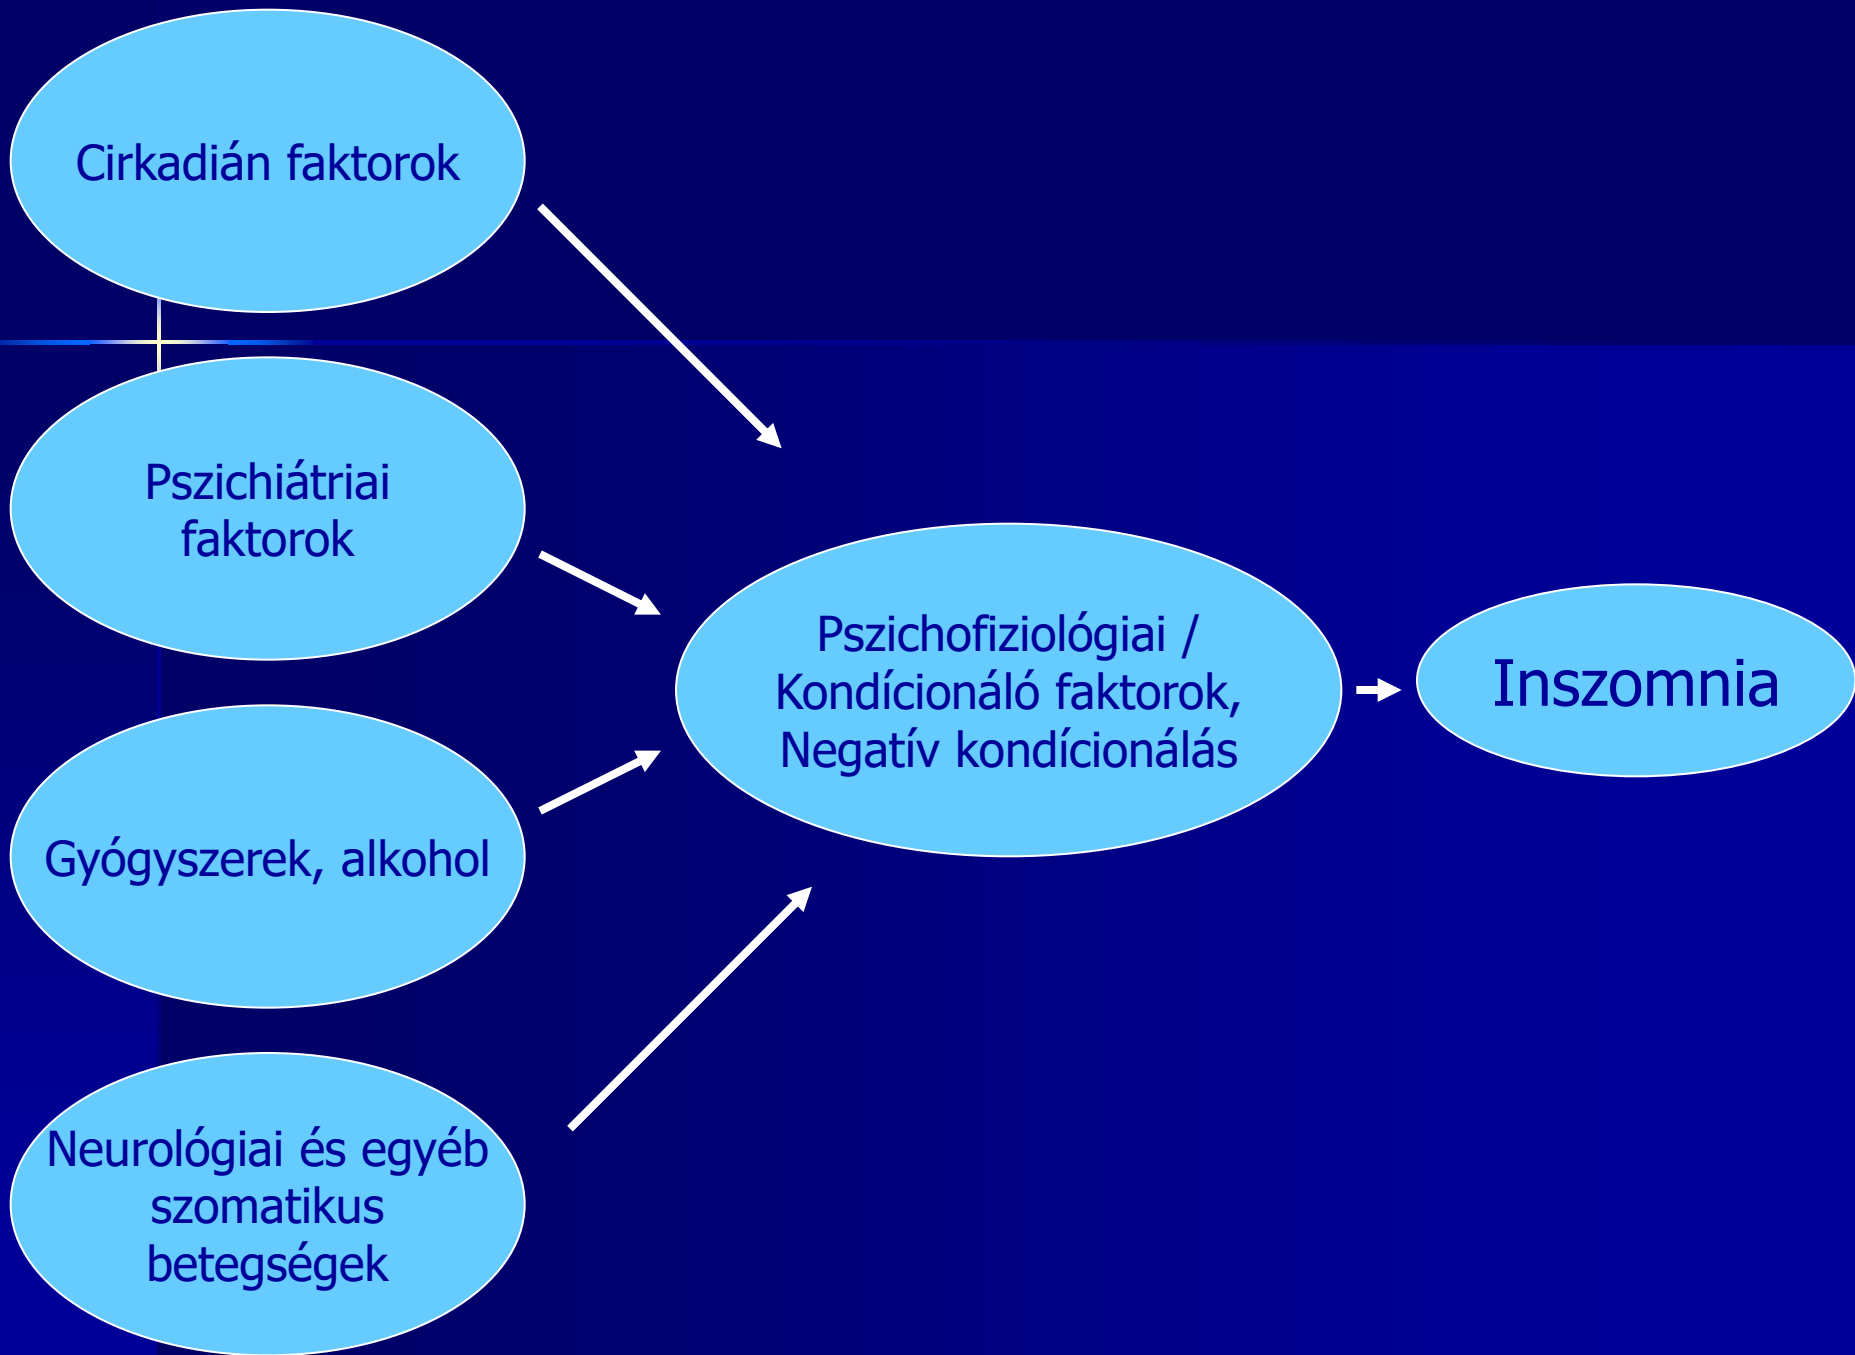 Cirkadián faktorok
Pszichiátriai
faktorok
Gyógyszerek, alkohol
Neurológiai és egyéb
szomatikus
betegségek
Pszichofiziológiai /
Kondícionáló faktorok,
Negatív kondícionálás
Inszomnia